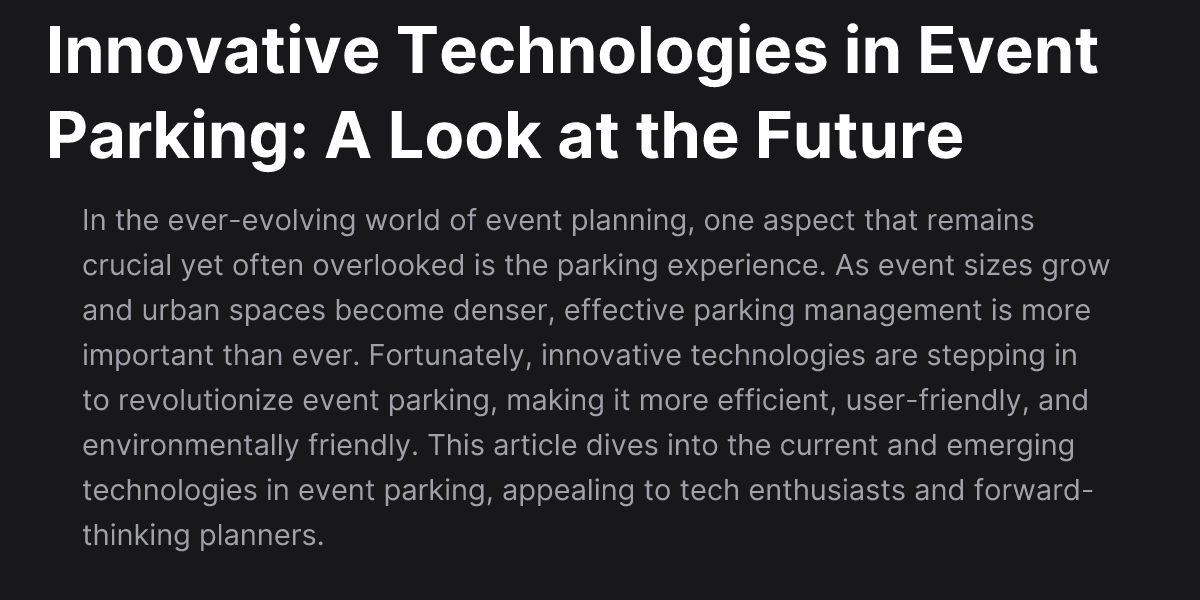 Innovative Technologies in Event
Parking: A Look at the Future
In the ever-evolving world of event planning, one aspect that remains
crucial yet often overlooked is the parking experience. As event sizes grow
and urban spaces become denser, effective parking management is more
important than ever. Fortunately, innovative technologies are stepping in
to revolutionize event parking, making it more efficient, user-friendly, and
environmentally friendly. This article dives into the current and emerging
technologies in event parking, appealing to tech enthusiasts and forward-
thinking planners.